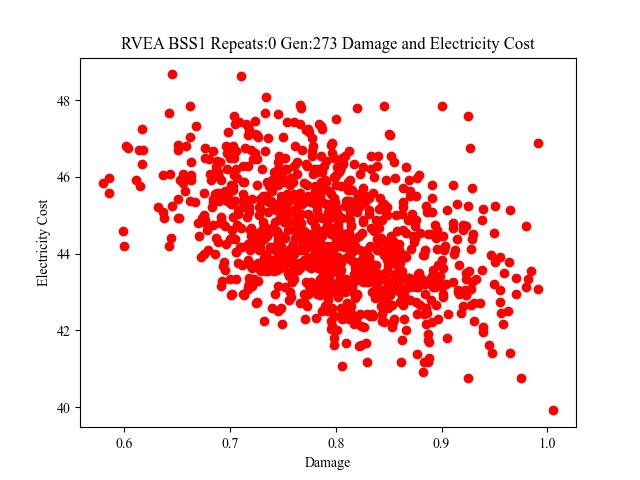 RVEA BSS1 Repeats:0 Gen:273 Damage and Electricity Cost
48
46
44
42
40
Electricity Cost
0.6 0.7 0.8 0.9 1.0
Damage